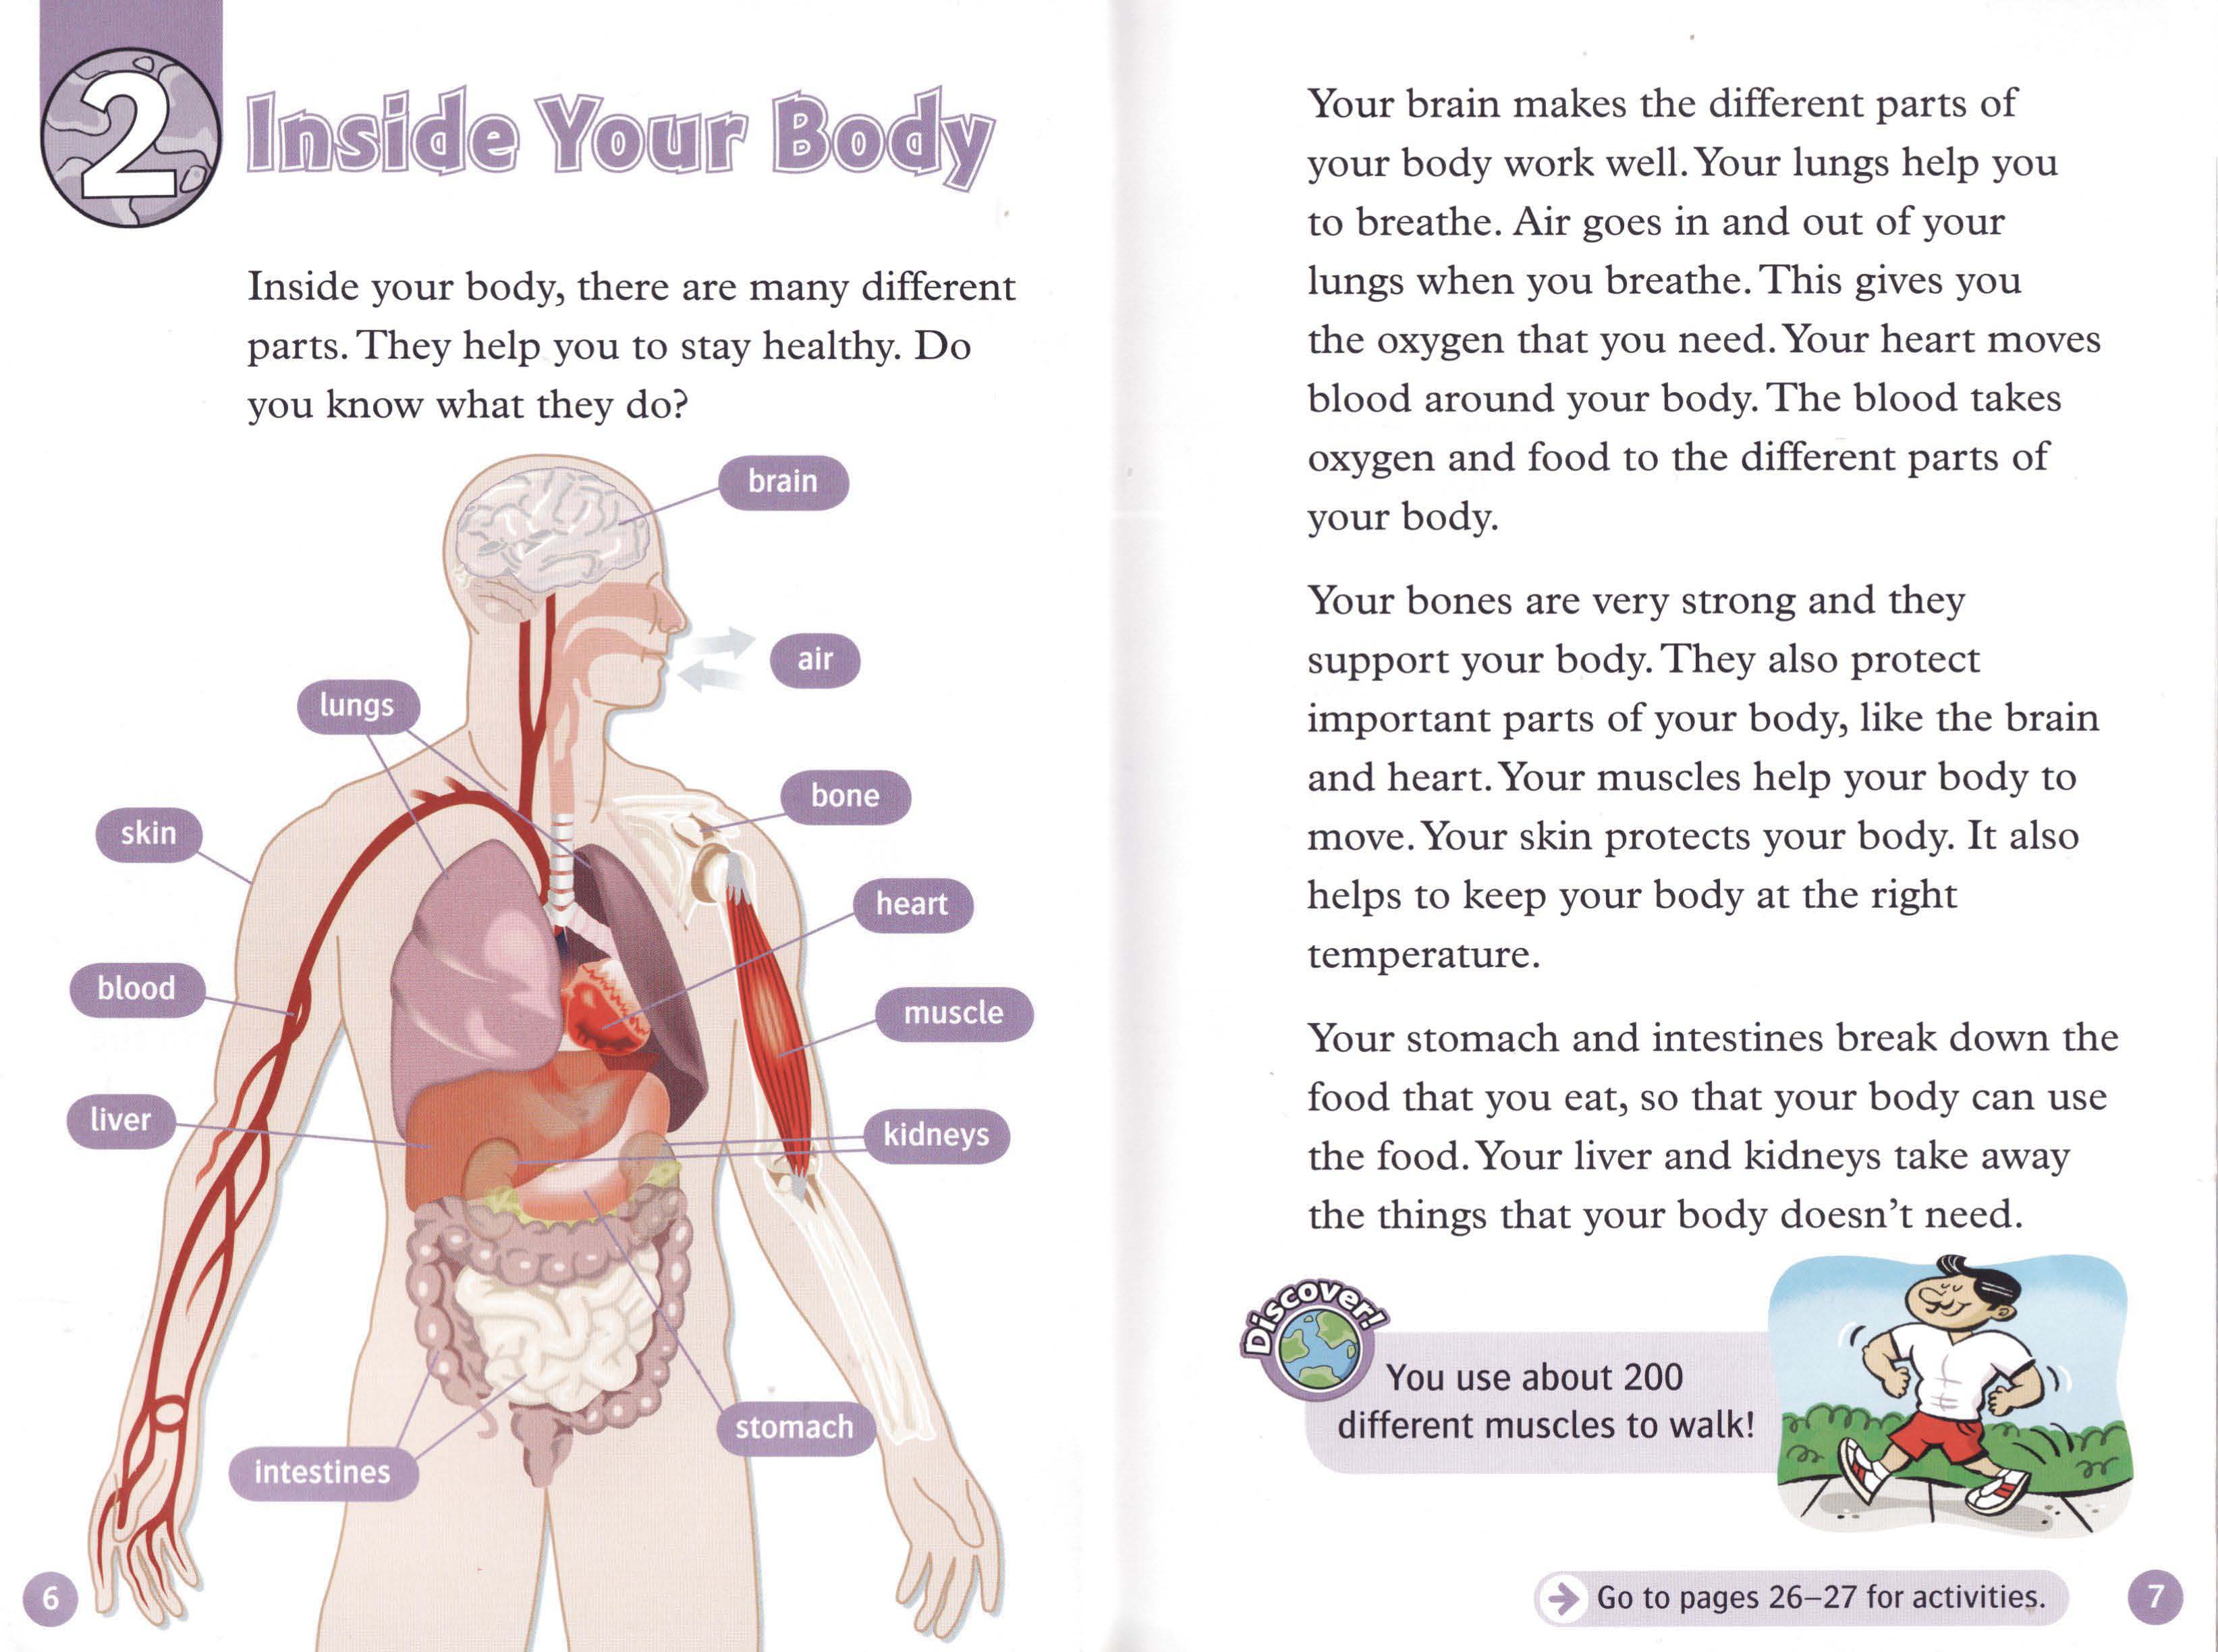 2
Inside Your Body
Inside your body, there are many different
parts. They help you to stay healthy. Do
you know what they do?
brain
air
lungs
bone
skin
heart
blood
muscle
liver
kidneys
stomach
intestines
6
Your brain makes the different parts of
your body work well. Your lungs help you
to breathe. Air goes in and out of your
lungs when you breathe. This gives you
the oxygen that you need. Your heart moves
blood around your body. The blood takes
oxygen and food to the different parts of
your body.
Your bones are very strong and they
support your body. They also protect
important parts of your body, like the brain
and heart. Your muscles help your body to
move. Your skin protects your body. It also
helps to keep your body at the right
temperature.
Your stomach and intestines break down the
food that you eat, so that your body can use
the food. Your liver and kidneys take away
the things that your body doesn't need.
Discover!
You use about 200
different muscles to walk!
Go to pages 26–27 for activities.
7